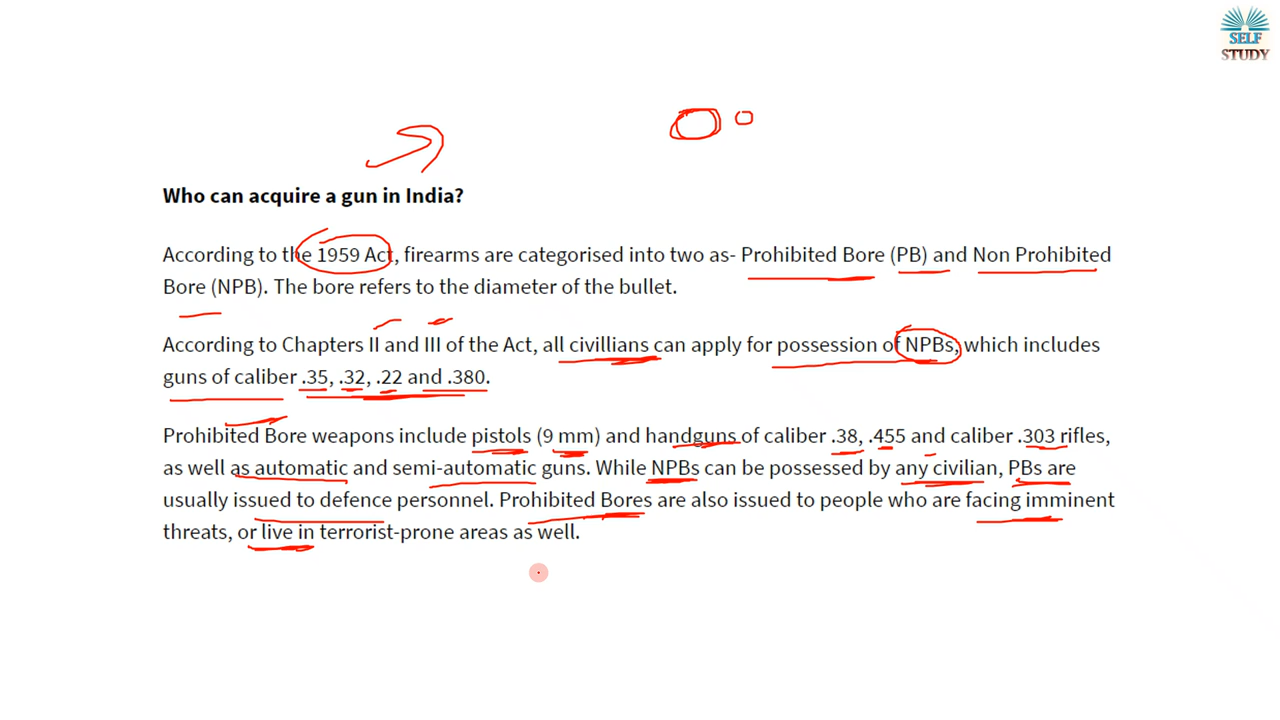 SELF
STUDY
Who can acquire a gun in India?
According to the 1959 Act, firearms are categorised into two as- Prohibited Bore (PB) and Non Prohibited
Bore (NPB). The bore refers to the diameter of the bullet.
According to Chapters II and III of the Act, all civillians can apply for possession of NPBs, which includes
guns of caliber .35, .32, .22 and .380.
Prohibited Bore weapons include pistols (9 mm) and handguns of caliber .38, .455 and caliber .303 rifles,
as well as automatic and semi-automatic guns. While NPBs can be possessed by any civilian, PBs are
usually issued to defence personnel. Prohibited Bores are also issued to people who are facing imminent
threats, or live in terrorist-prone areas as well.